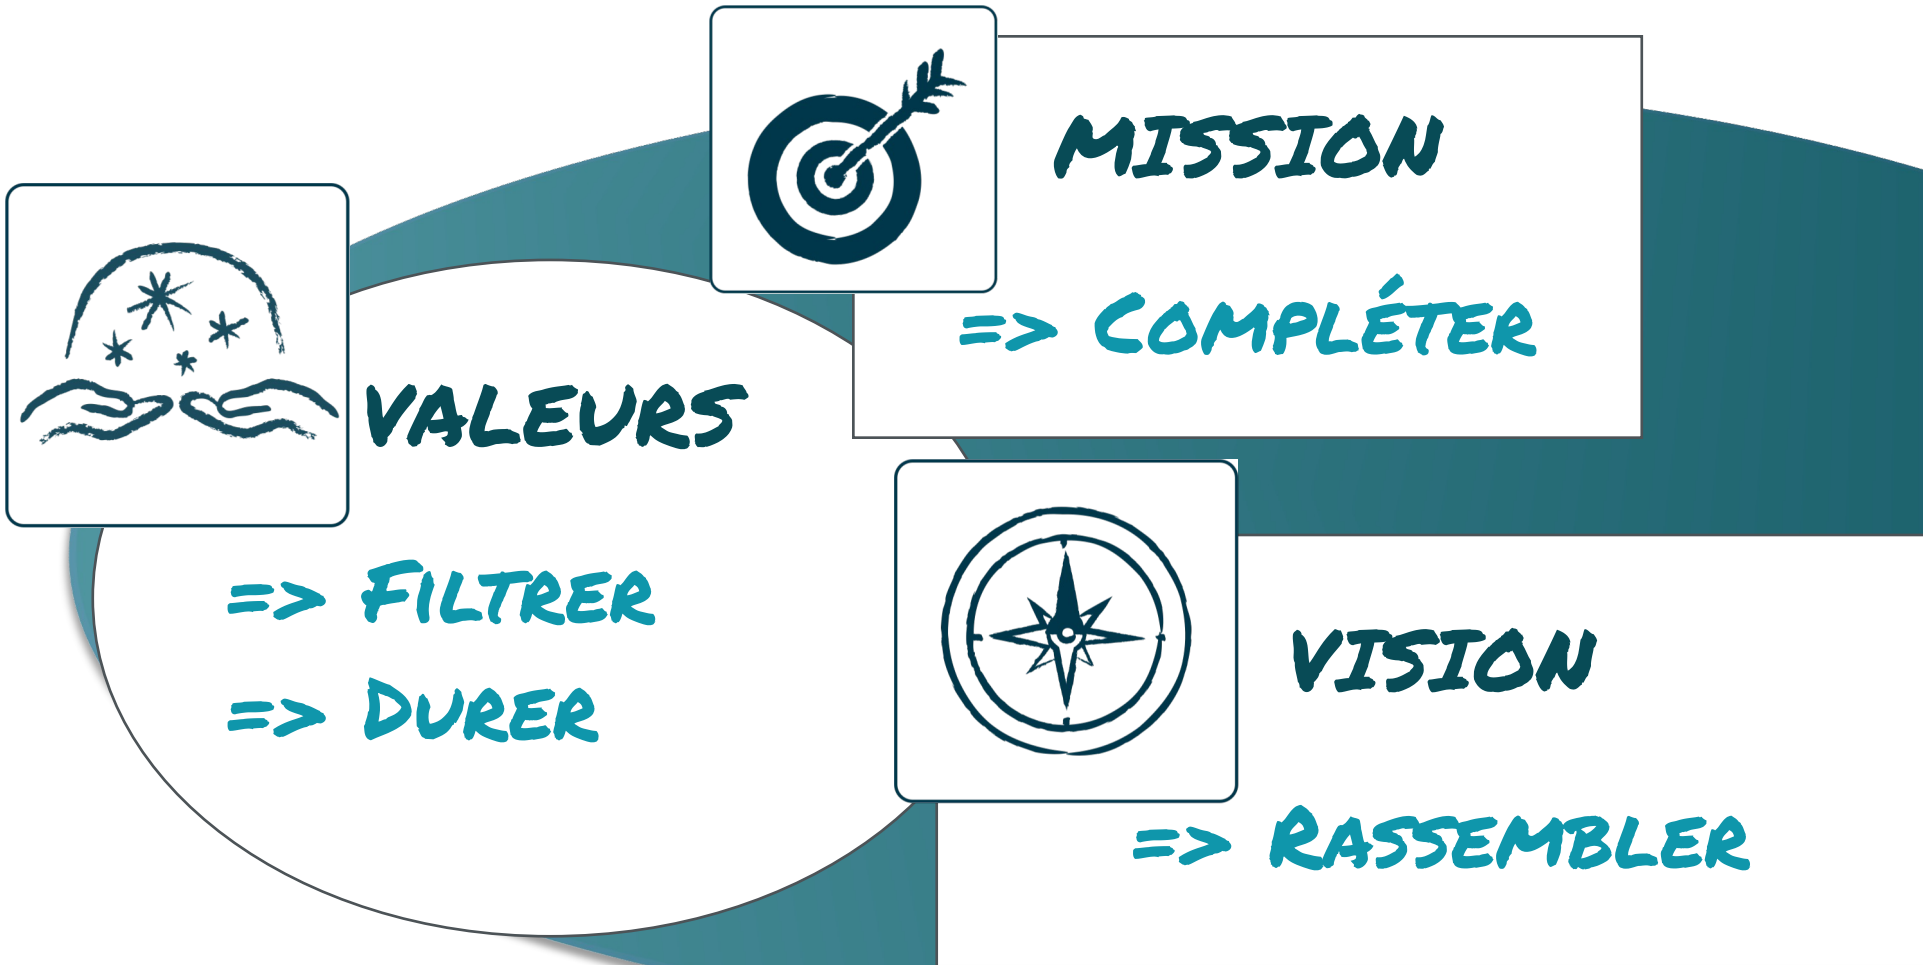 MISSION
=> COMPLÉTER
VALEURS
=> FILTRER
=> DURER
VISION
=> RASSEMBLER